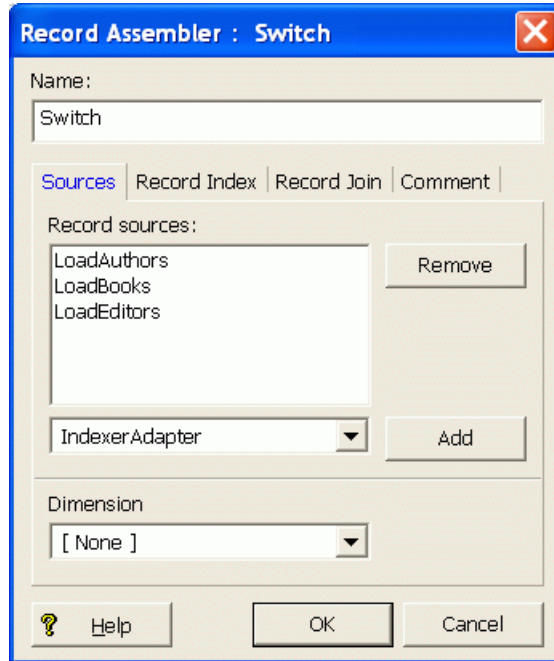 Record Assembler : Switch
Name:
Switch
Sources Record Index Record Join Comment
Record sources:
LoadAuthors
LoadBooks
LoadEditors
Remove
IndexerAdapter
Add
Dimension
[ None ]
? Help OK Cancel